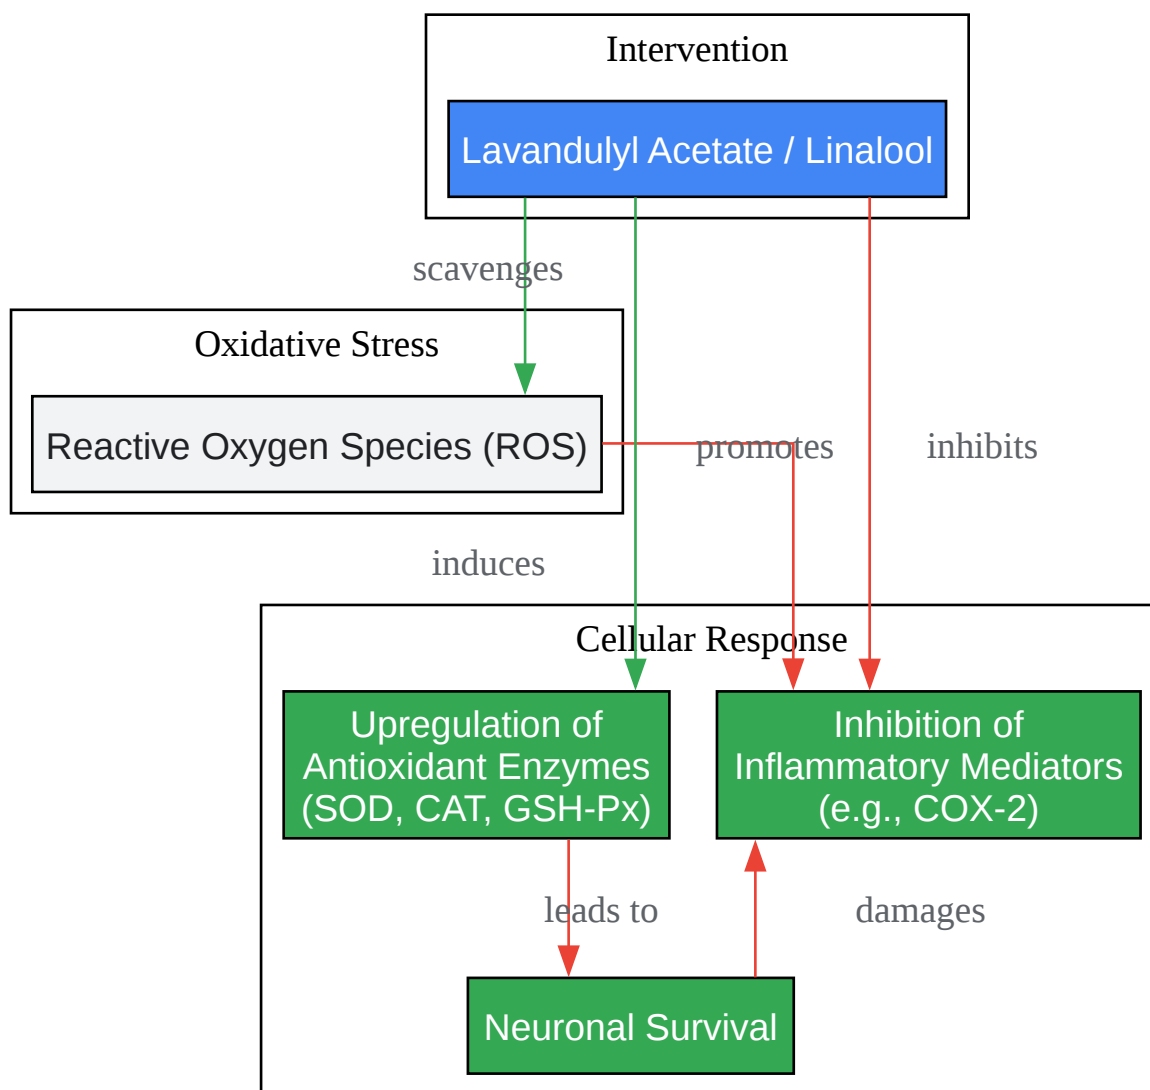 Intervention
Lavandulyl Acetate / Linalool
scavenges
Oxidative Stress
Reactive Oxygen Species (ROS)
promotes
inhibits
induces
Cellular Response
Upregulation of
Antioxidant Enzymes
(SOD, CAT, GSH-Px)
Inhibition of
Inflammatory Mediators
(e.g., COX-2)
leads to
damages
Neuronal Survival